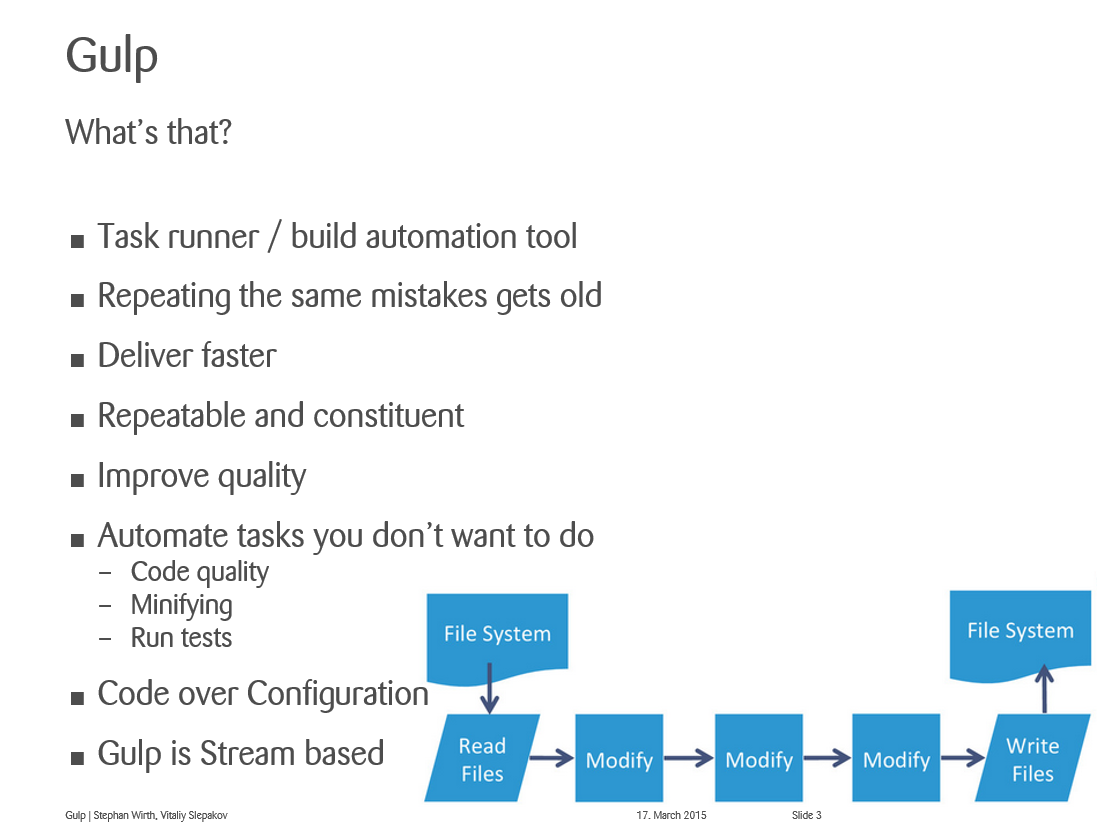 Gulp
What's that?
■ Task runner / build automation tool
■ Repeating the same mistakes gets old
■ Deliver faster
■ Repeatable and constituent
■ Improve quality
■ Automate tasks you don't want to do
– Code quality
– Minifying
– Run tests
■ Code over Configuration
■ Gulp is Stream based
File System
File System
Read
Files
Modify
Modify
Modify
Write
Files
Gulp | Stephan Wirth, Vitaliy Slepakov
17. March 2015
Slide 3